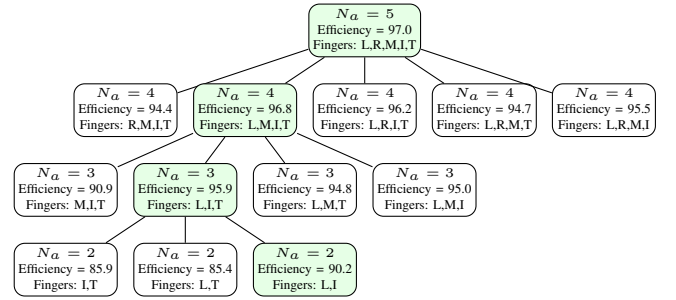 N_a = 5
Efficiency = 97.0
Fingers: L,R,M,I,T
N_a = 4
Efficiency = 94.4
Fingers: R,M,I,T
N_a = 4
Efficiency = 96.8
Fingers: L,M,I,T
N_a = 4
Efficiency = 96.2
Fingers: L,R,I,T
N_a = 4
Efficiency = 94.7
Fingers: L,R,M,T
N_a = 4
Efficiency = 95.5
Fingers: L,R,M,I
N_a = 3
Efficiency = 90.9
Fingers: M,I,T
N_a = 3
Efficiency = 95.9
Fingers: L,I,T
N_a = 3
Efficiency = 94.8
Fingers: L,M,T
N_a = 3
Efficiency = 95.0
Fingers: L,M,I
N_a = 2
Efficiency = 85.9
Fingers: I,T
N_a = 2
Efficiency = 85.4
Fingers: L,T
N_a = 2
Efficiency = 90.2
Fingers: L,I